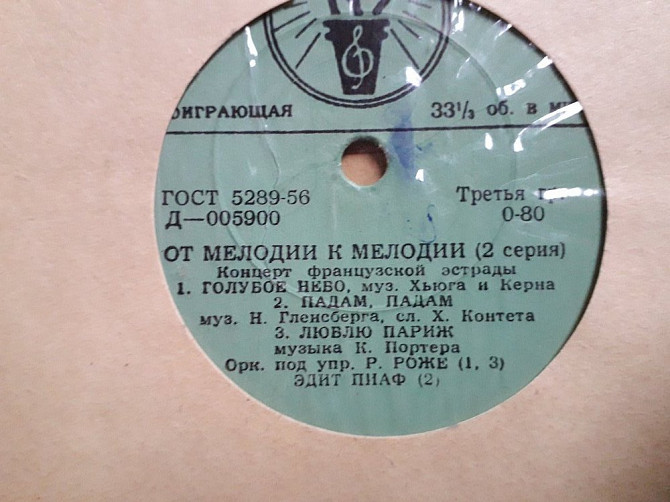 ОИГРАЮЩАЯ 33⅓ об. в
ГОСТ 5289-56 Третья
Д—005900 0-80
ОТ МЕЛОДИИ К МЕЛОДИИ (2 серия)
Концерт французской эстрады
1. ГОЛУБОЕ НЕБО, муз. Хьюга и Керна
2. ПАДАМ, ПАДАМ
муз. Н. Гленсберга, сл. Х. Контета
3. ЛЮБЛЮ ПАРИЖ
музыка К. Портера
Орк. под упр. Р. РОЖЕ (1, 3)
ЭДИТ ПИАФ (2)